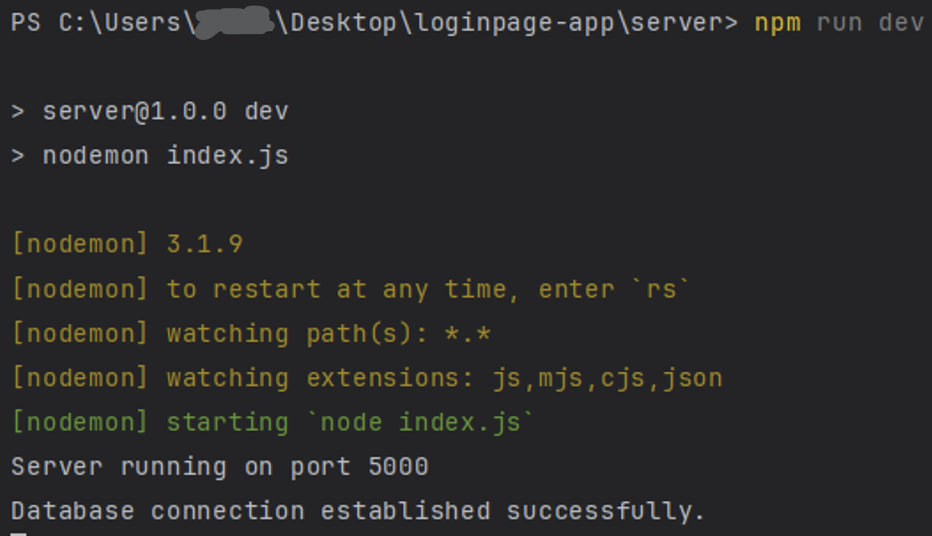 PS C:\Users\\Desktop\loginpage-app\server> npm run dev
> server@1.0.0 dev
> nodemon index.js
[nodemon] 3.1.9
[nodemon] to restart at any time, enter `rs`
[nodemon] watching path(s): *.*
[nodemon] watching extensions: js,mjs,cjs,json
[nodemon] starting `node index.js`
Server running on port 5000
Database connection established successfully.